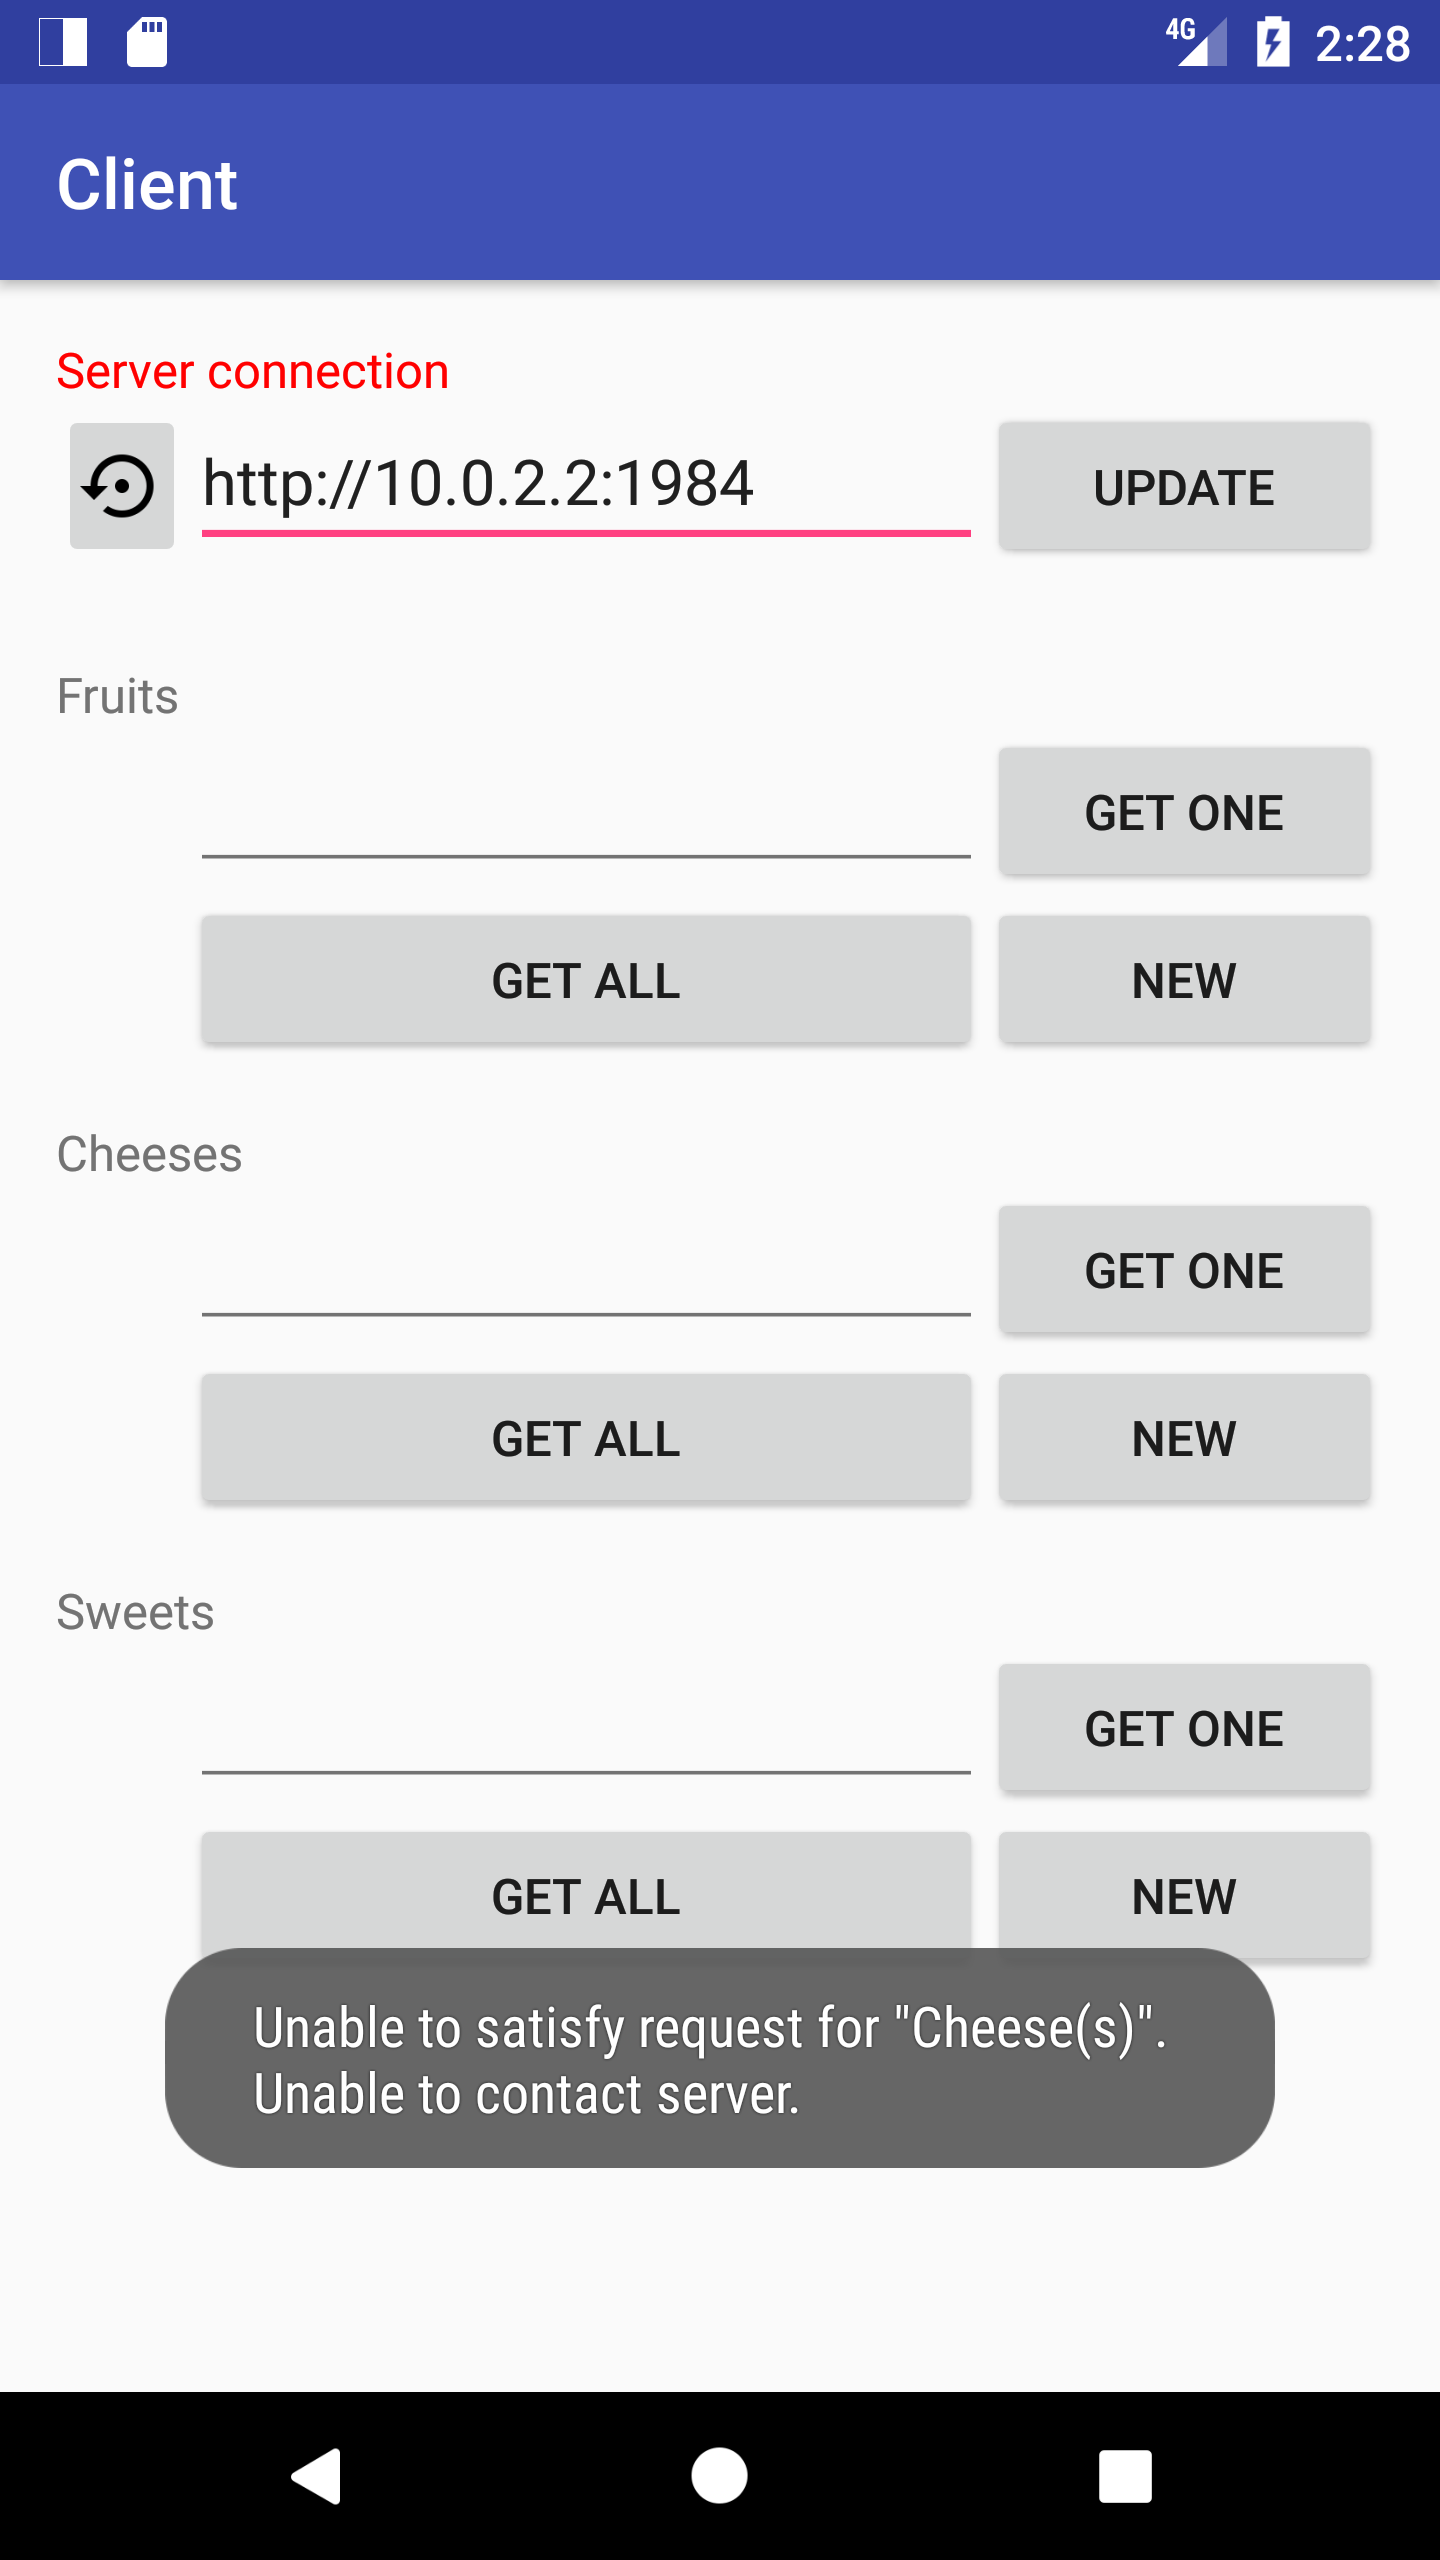 4G 2:28
Client
Server connection
http://10.0.2.2:1984 UPDATE
Fruits
GET ONE
GET ALL NEW
Cheeses
GET ONE
GET ALL NEW
Sweets
GET ONE
GET ALL NEW
Unable to satisfy request for "Cheese(s)".
Unable to contact server.